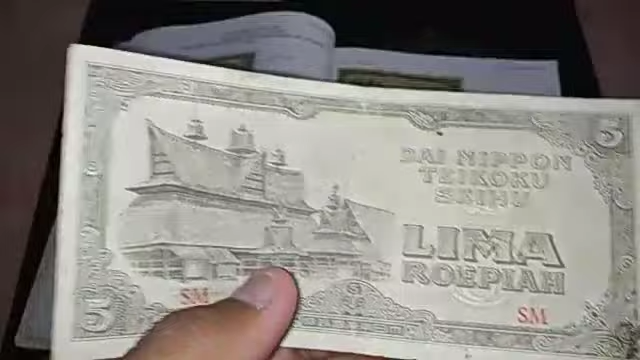 5
DAI NIPPON
TEIKOKU
SEIHU
LIMA
ROEPIAH
SM
SM
5